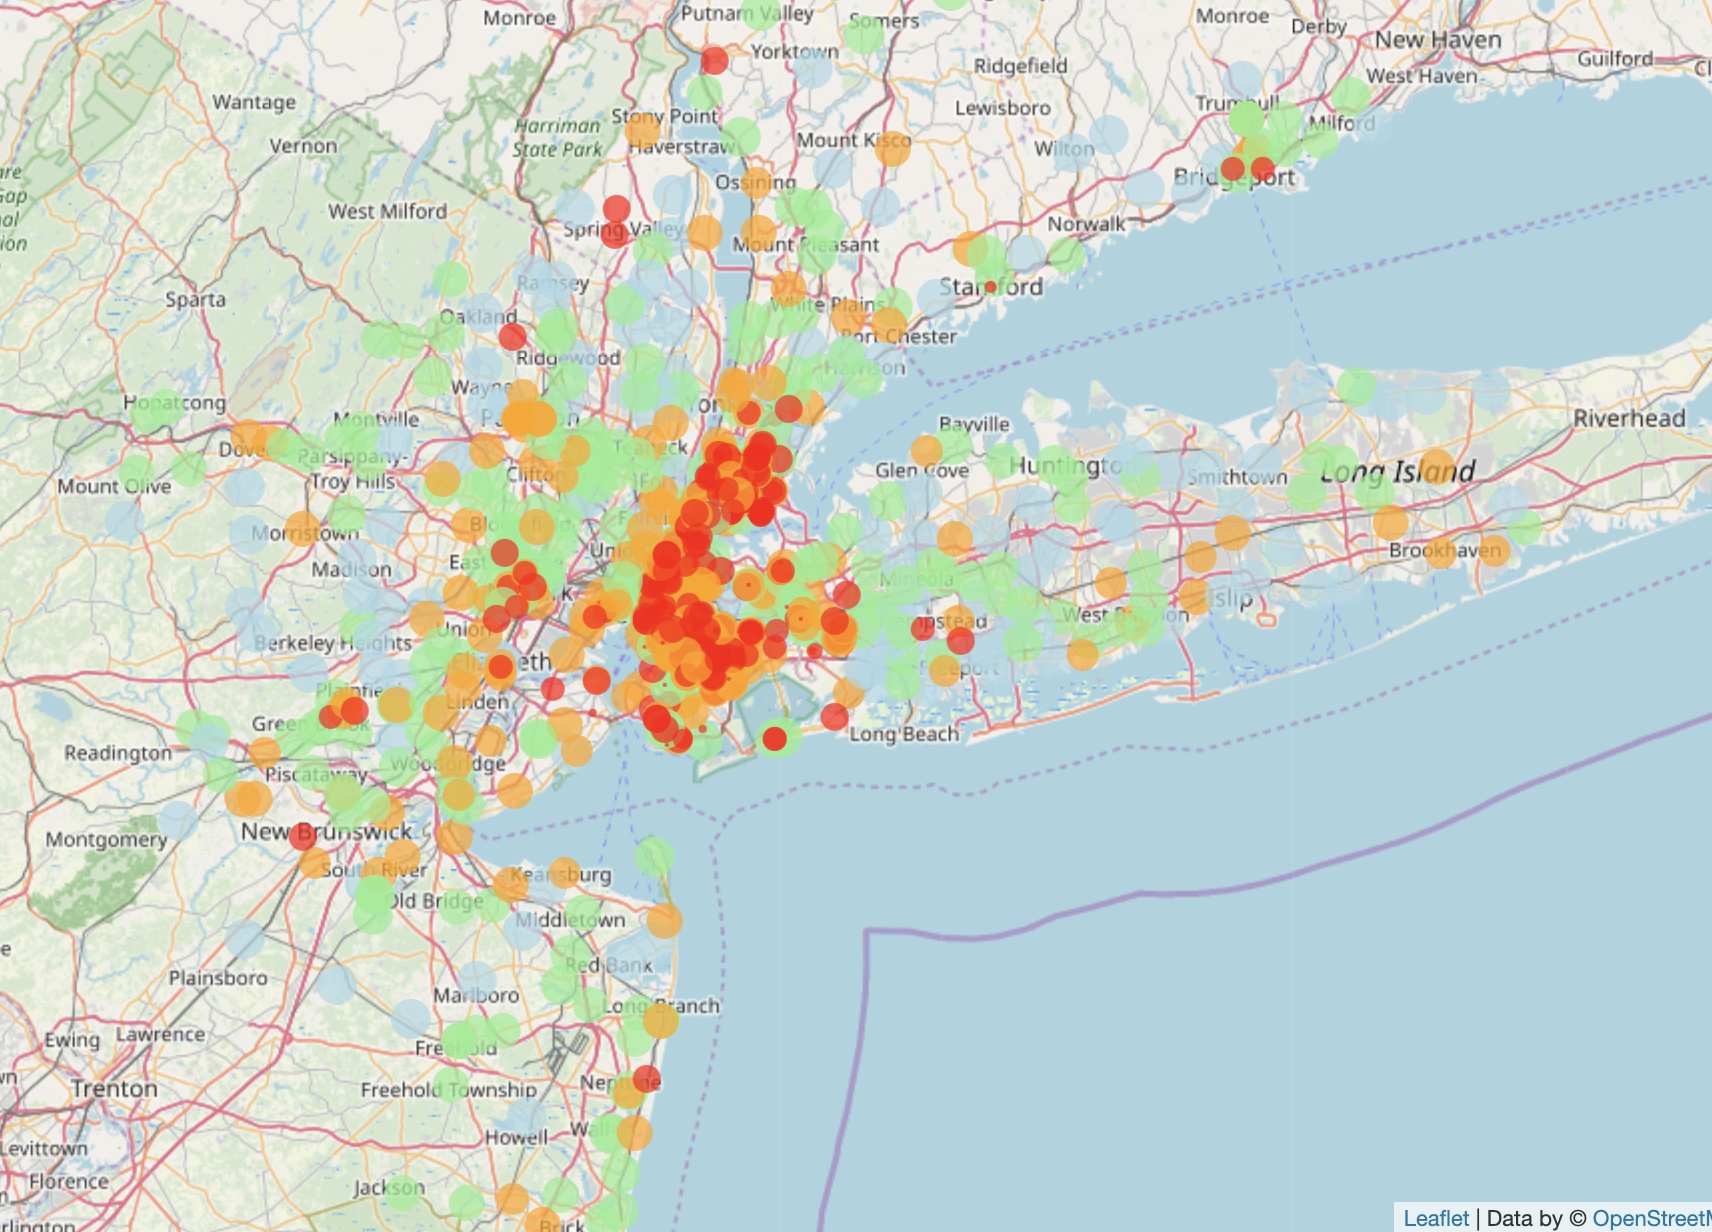 Monroe
Putnam Valley
Somers
Monroe
Derby
New Haven
Guilford
Yorktown
Ridgefield
West Haven
Wantage
Stony Point
Lewisboro
Trumbull
Milford
Harriman
State Park
Vernon
Haverstraw
Mount Kisco
Wilton
Ossining
Bridgeport
West Milford
Spring Valley
Mount Pleasant
Norwalk
Sparta
Ramsey
Stamford
Oakland
White Plains
Port Chester
Ridgewood
Harrison
Wayne
Hopatcong
Montville
Bayville
Riverhead
Dover
Parsippany-
Troy Hills
Teaneck
Clifton
Glen Cove
Huntington
Smithtown
Long Island
Mount Olive
Morristown
Brookhaven
Madison
East
Mineola
Islip
Berkeley Heights
Union
Hempstead
West Babylon
Elizabeth
Freeport
Plainfield
Linden
Green Brook
Readington
Long Beach
Piscataway
Woodbridge
Montgomery
New Brunswick
South River
Keansburg
Old Bridge
Middletown
Plainsboro
Red Bank
Marlboro
Long Branch
Ewing
Lawrence
Freehold
Trenton
Freehold Township
Neptune
Levittown
Howell
Wall
Florence
Jackson
Brick
Leaflet | Data by © OpenStreetM